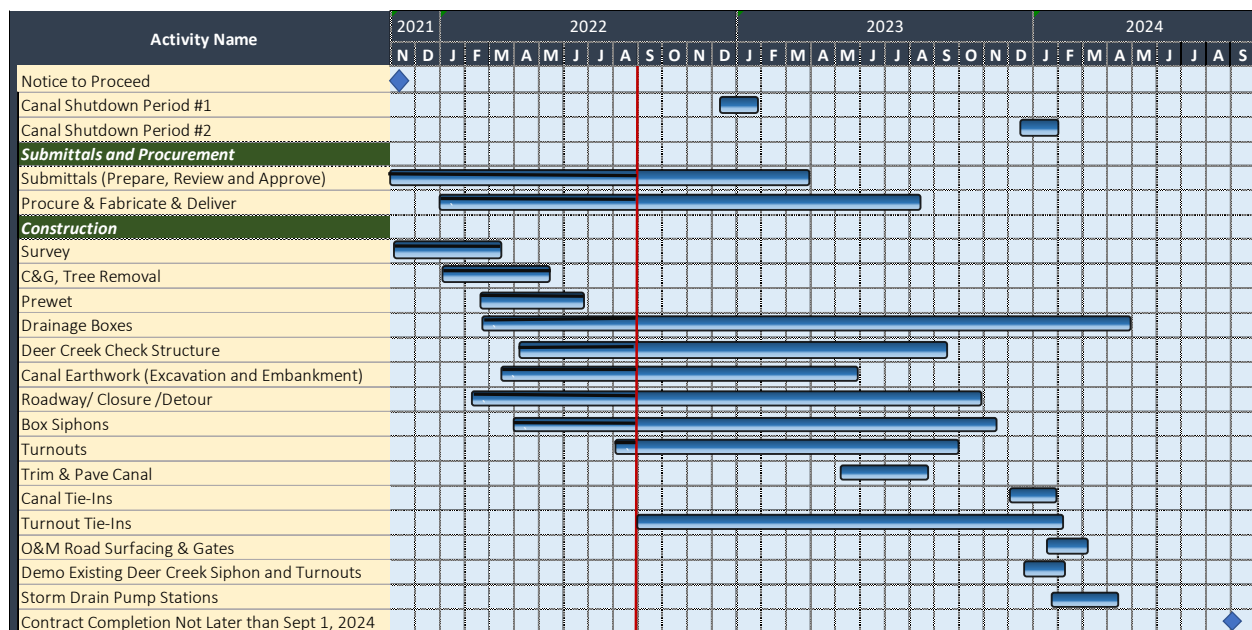 Activity Name
2021 2022 2023 2024
N D J F M A M J J A S O N D J F M A M J J A S O N D J F M A M J J A S
Notice to Proceed
Canal Shutdown Period #1
Canal Shutdown Period #2
Submittals and Procurement
Submittals (Prepare, Review and Approve)
Procure & Fabricate & Deliver
Construction
Survey
C&G, Tree Removal
Prewet
Drainage Boxes
Deer Creek Check Structure
Canal Earthwork (Excavation and Embankment)
Roadway/ Closure /Detour
Box Siphons
Turnouts
Trim & Pave Canal
Canal Tie-Ins
Turnout Tie-Ins
O&M Road Surfacing & Gates
Demo Existing Deer Creek Siphon and Turnouts
Storm Drain Pump Stations
Contract Completion Not Later than Sept 1, 2024